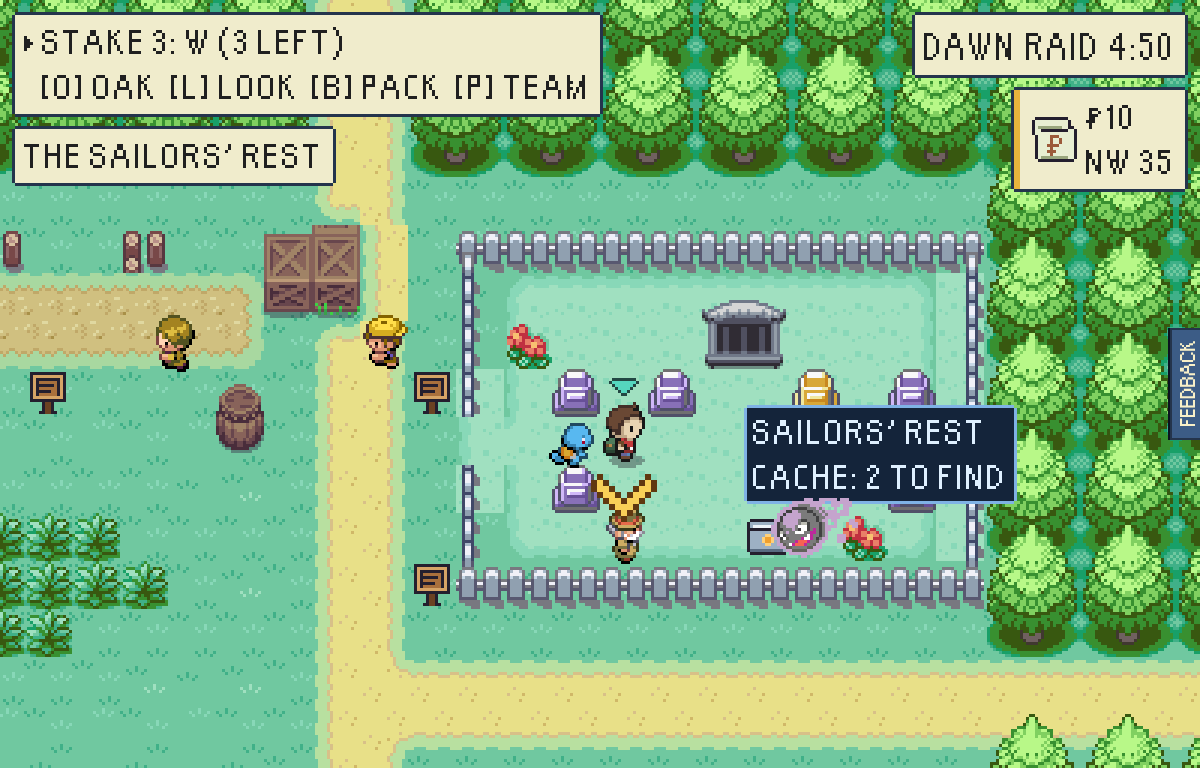 ▸STAKE 3: W (3 LEFT)
[O] OAK [L] LOOK [B] PACK [P] TEAM
DAWN RAID 4:50
₽10
NW 35
THE SAILORS' REST
SAILORS' REST
CACHE: 2 TO FIND
FEEDBACK